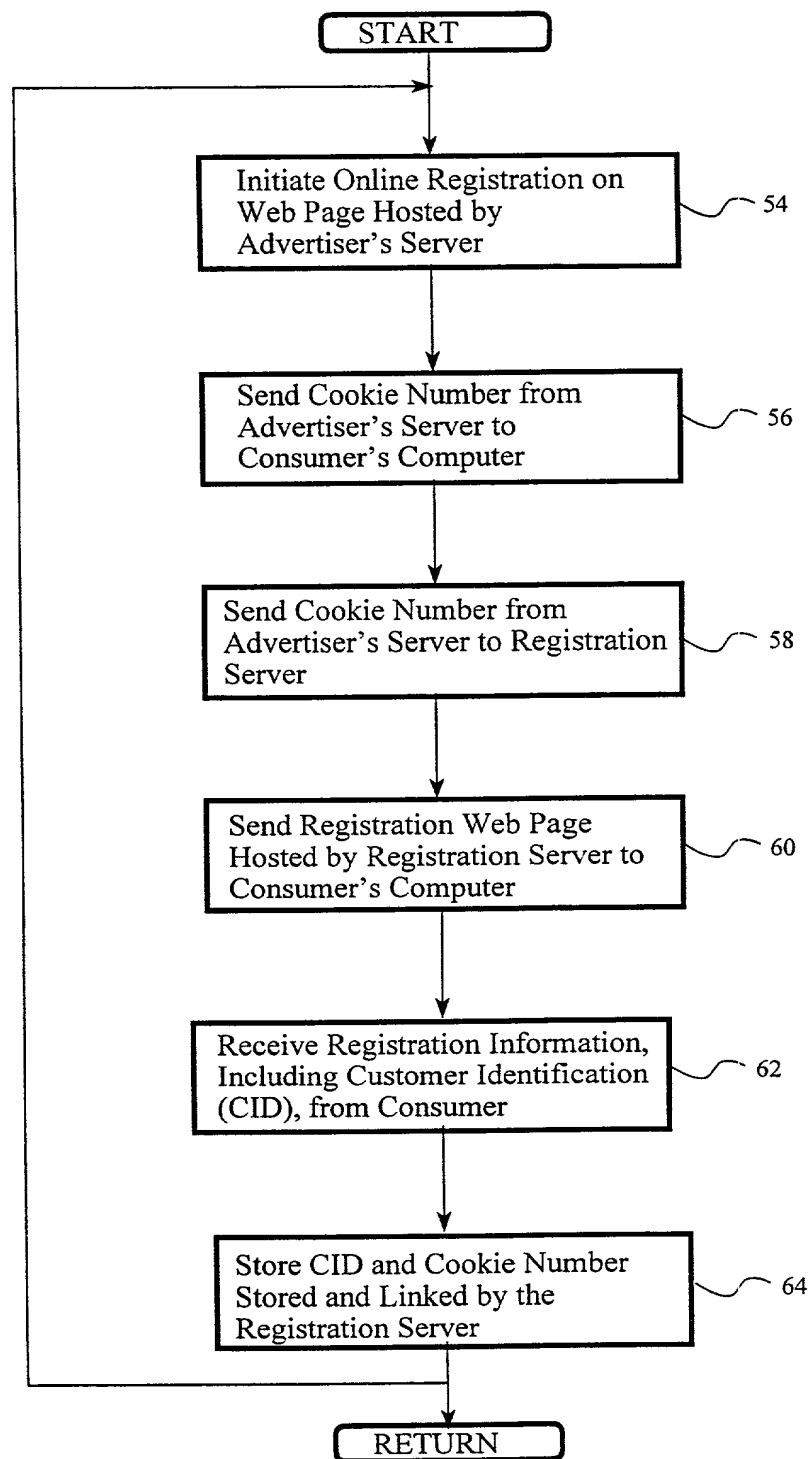 START
Initiate Online Registration on
Web Page Hosted by
Advertiser's Server
54
Send Cookie Number from
Advertiser's Server to
Consumer's Computer
56
Send Cookie Number from
Advertiser's Server to Registration
Server
58
Send Registration Web Page
Hosted by Registration Server to
Consumer's Computer
60
Receive Registration Information,
Including Customer Identification
(CID), from Consumer
62
Store CID and Cookie Number
Stored and Linked by the
Registration Server
64
RETURN